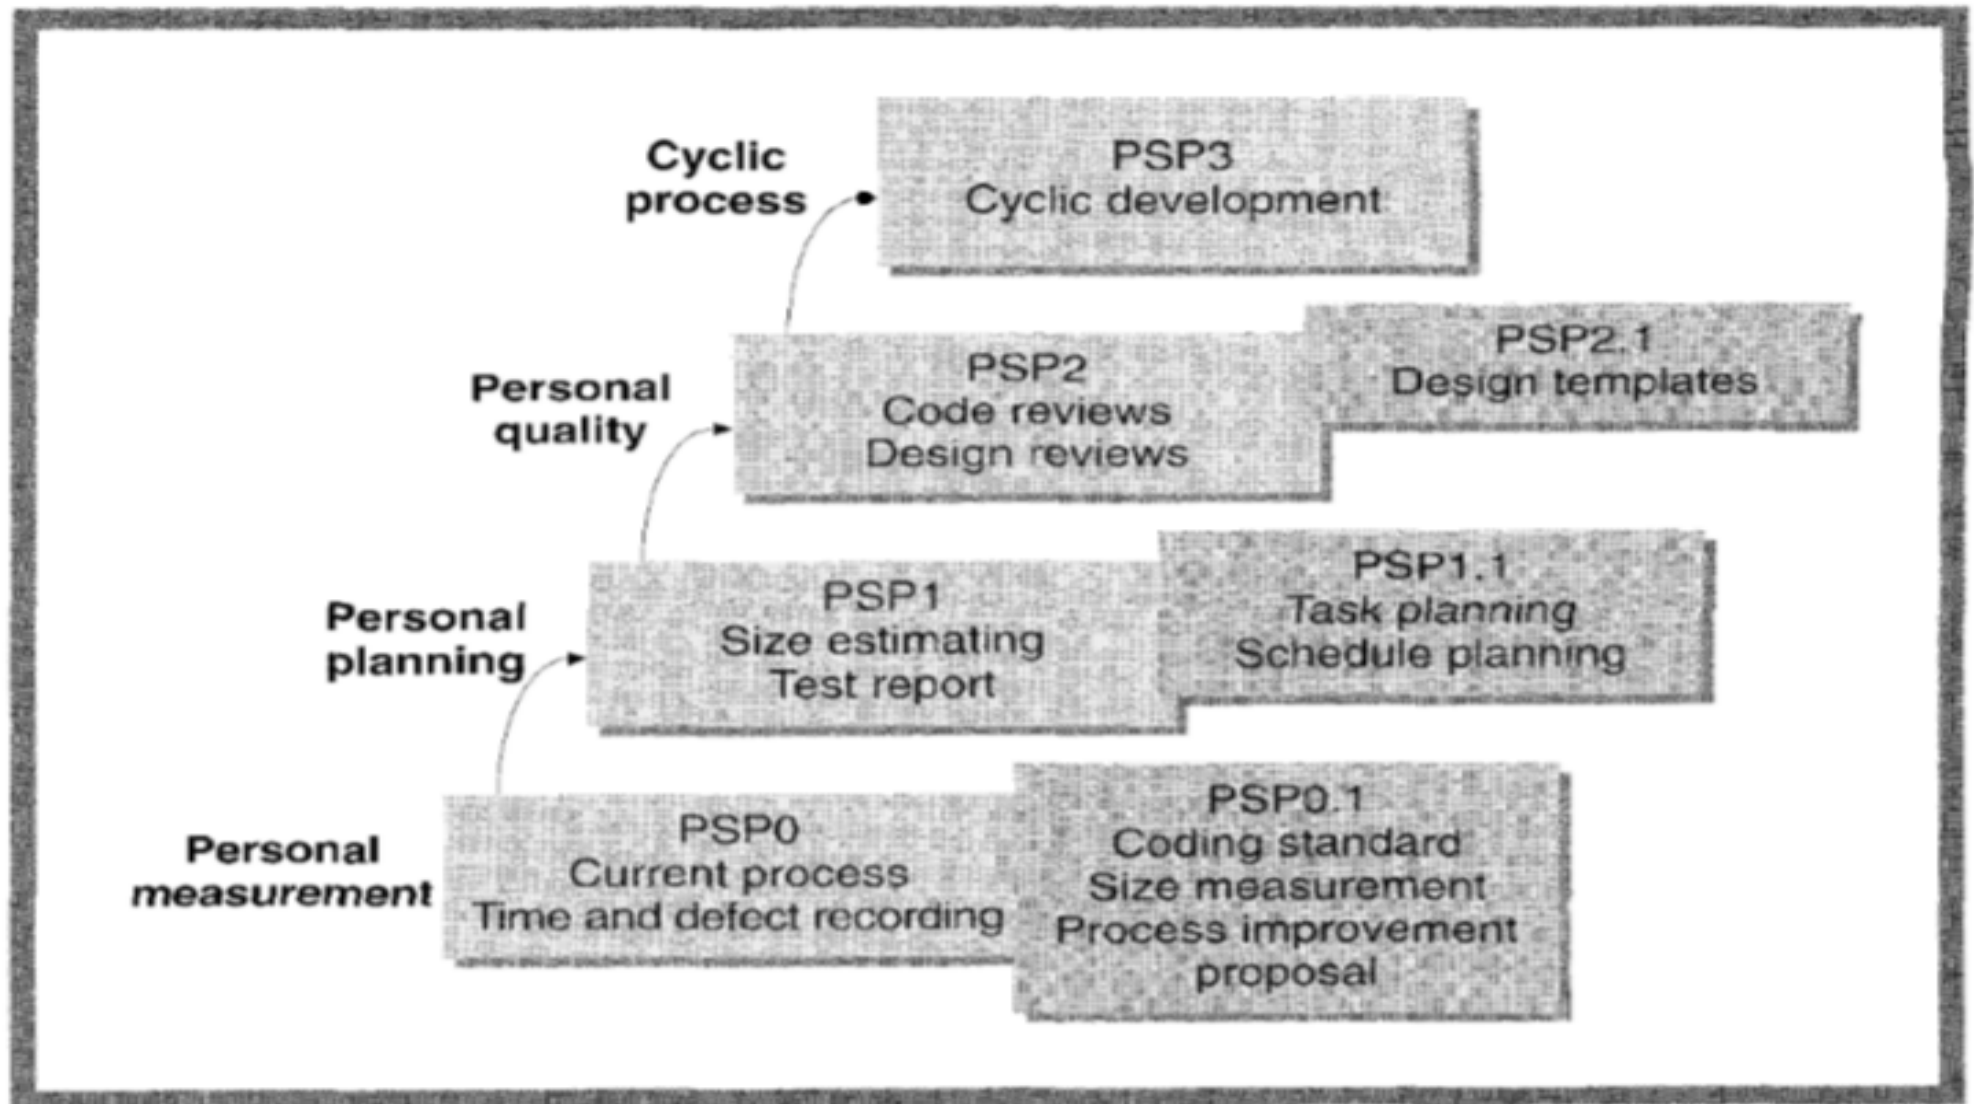 Cyclic
process
PSP3
Cyclic development
Personal
quality
PSP2
Code reviews
Design reviews
PSP2.1
Design templates
Personal
planning
PSP1
Size estimating
Test report
PSP1.1
Task planning
Schedule planning
Personal
measurement
PSP0
Current process
Time and defect recording
PSP0.1
Coding standard
Size measurement
Process improvement
proposal